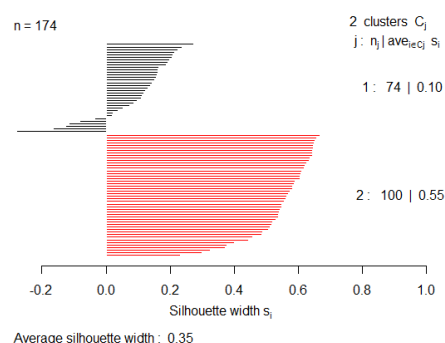 n = 174
2 clusters Cj
j : nj | avei∈Cj si
1 : 74 | 0.10
2 : 100 | 0.55
-0.2 0.0 0.2 0.4 0.6 0.8 1.0
Silhouette width si
Average silhouette width : 0.35